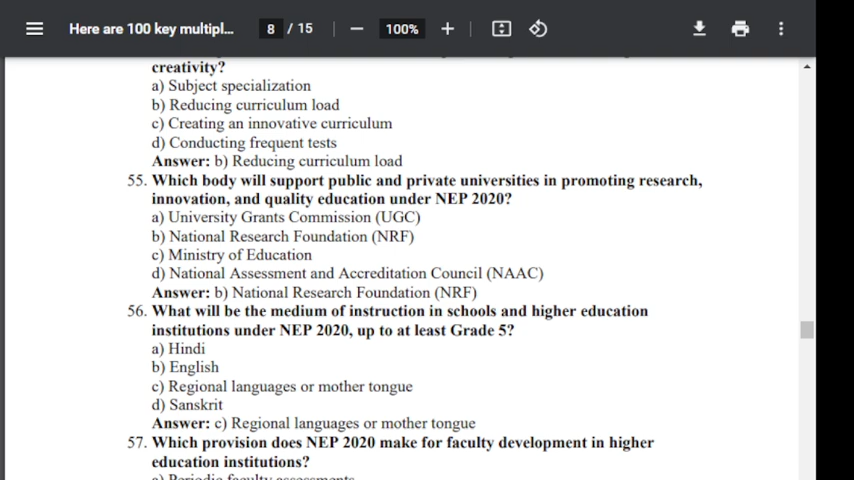 Here are 100 key multipl... 8 / 15 100%
creativity?
a) Subject specialization
b) Reducing curriculum load
c) Creating an innovative curriculum
d) Conducting frequent tests
Answer: b) Reducing curriculum load
55. Which body will support public and private universities in promoting research,
innovation, and quality education under NEP 2020?
a) University Grants Commission (UGC)
b) National Research Foundation (NRF)
c) Ministry of Education
d) National Assessment and Accreditation Council (NAAC)
Answer: b) National Research Foundation (NRF)
56. What will be the medium of instruction in schools and higher education
institutions under NEP 2020, up to at least Grade 5?
a) Hindi
b) English
c) Regional languages or mother tongue
d) Sanskrit
Answer: c) Regional languages or mother tongue
57. Which provision does NEP 2020 make for faculty development in higher
education institutions?
a) Periodic faculty assessments